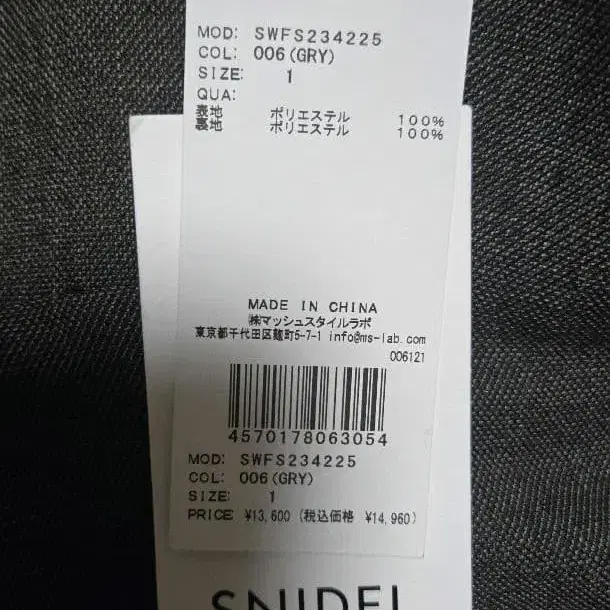 MOD: SWFS234225
COL: 006(GRY)
SIZE: 1
QUA:
表地 ポリエステル 100%
裏地 ポリエステル 100%
MADE IN CHINA
㈱マッシュスタイルラボ
東京都千代田区麹町5-7-1 info@ms-lab.com
006121
4570178063054
MOD: SWFS234225
COL: 006(GRY)
SIZE: 1
PRICE ¥13,600 (税込価格 ¥14,960)
SNIDEL